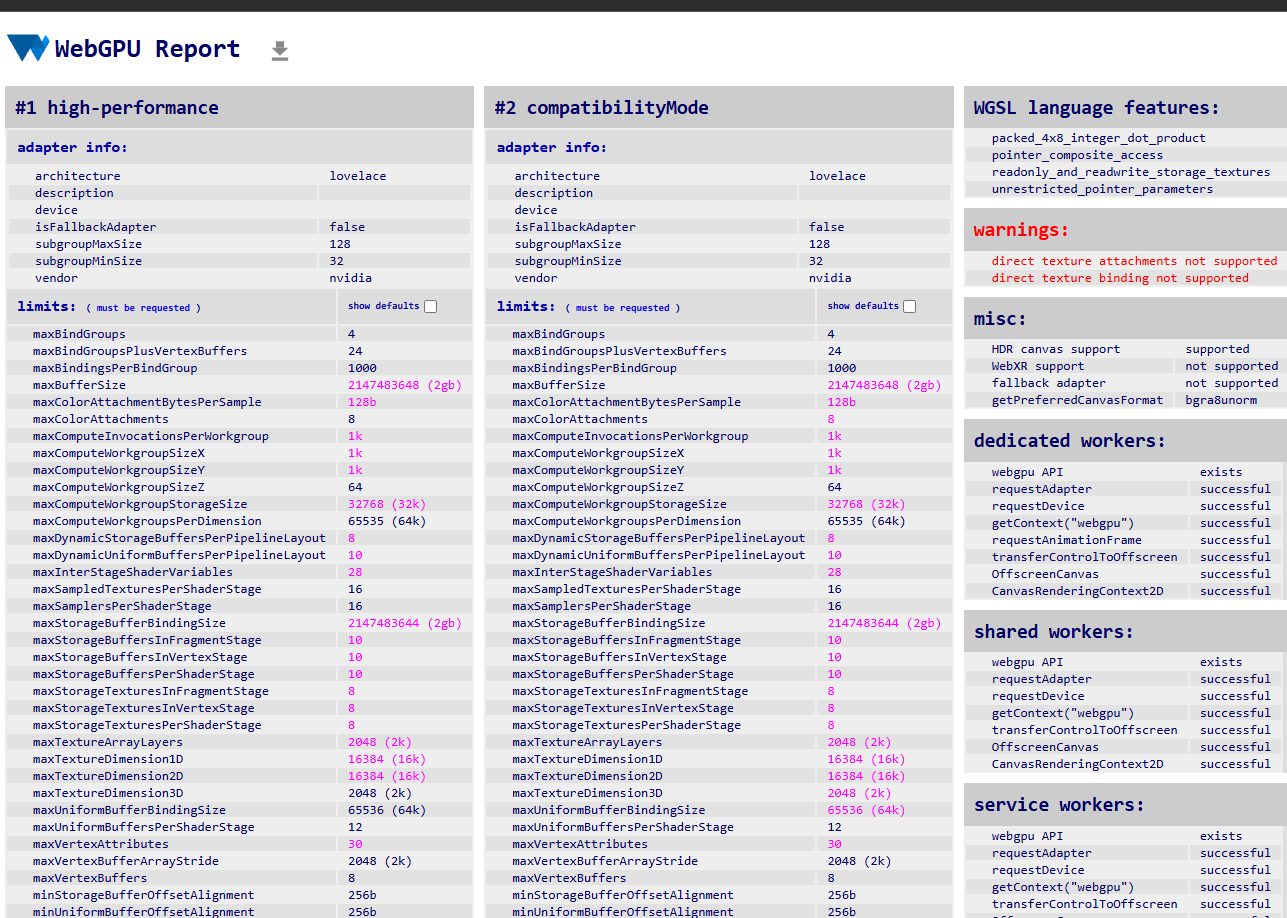 WebGPU Report
#1 high-performance
adapter info:
architecture lovelace
description
device
isFallbackAdapter false
subgroupMaxSize 128
subgroupMinSize 32
vendor nvidia
limits: ( must be requested ) show defaults
maxBindGroups 4
maxBindGroupsPlusVertexBuffers 24
maxBindingsPerBindGroup 1000
maxBufferSize 2147483648 (2gb)
maxColorAttachmentBytesPerSample 128b
maxColorAttachments 8
maxComputeInvocationsPerWorkgroup 1k
maxComputeWorkgroupSizeX 1k
maxComputeWorkgroupSizeY 1k
maxComputeWorkgroupSizeZ 64
maxComputeWorkgroupStorageSize 32768 (32k)
maxComputeWorkgroupsPerDimension 65535 (64k)
maxDynamicStorageBuffersPerPipelineLayout 8
maxDynamicUniformBuffersPerPipelineLayout 10
maxInterStageShaderVariables 28
maxSampledTexturesPerShaderStage 16
maxSamplersPerShaderStage 16
maxStorageBufferBindingSize 2147483644 (2gb)
maxStorageBuffersInFragmentStage 10
maxStorageBuffersInVertexStage 10
maxStorageBuffersPerShaderStage 10
maxStorageTexturesInFragmentStage 8
maxStorageTexturesInVertexStage 8
maxStorageTexturesPerShaderStage 8
maxTextureArrayLayers 2048 (2k)
maxTextureDimension1D 16384 (16k)
maxTextureDimension2D 16384 (16k)
maxTextureDimension3D 2048 (2k)
maxUniformBufferBindingSize 65536 (64k)
maxUniformBuffersPerShaderStage 12
maxVertexAttributes 30
maxVertexBufferArrayStride 2048 (2k)
maxVertexBuffers 8
minStorageBufferOffsetAlignment 256b
minUniformBufferOffsetAlignment 256b
#2 compatibilityMode
adapter info:
architecture lovelace
description
device
isFallbackAdapter false
subgroupMaxSize 128
subgroupMinSize 32
vendor nvidia
limits: ( must be requested ) show defaults
maxBindGroups 4
maxBindGroupsPlusVertexBuffers 24
maxBindingsPerBindGroup 1000
maxBufferSize 2147483648 (2gb)
maxColorAttachmentBytesPerSample 128b
maxColorAttachments 8
maxComputeInvocationsPerWorkgroup 1k
maxComputeWorkgroupSizeX 1k
maxComputeWorkgroupSizeY 1k
maxComputeWorkgroupSizeZ 64
maxComputeWorkgroupStorageSize 32768 (32k)
maxComputeWorkgroupsPerDimension 65535 (64k)
maxDynamicStorageBuffersPerPipelineLayout 8
maxDynamicUniformBuffersPerPipelineLayout 10
maxInterStageShaderVariables 28
maxSampledTexturesPerShaderStage 16
maxSamplersPerShaderStage 16
maxStorageBufferBindingSize 2147483644 (2gb)
maxStorageBuffersInFragmentStage 10
maxStorageBuffersInVertexStage 10
maxStorageBuffersPerShaderStage 10
maxStorageTexturesInFragmentStage 8
maxStorageTexturesInVertexStage 8
maxStorageTexturesPerShaderStage 8
maxTextureArrayLayers 2048 (2k)
maxTextureDimension1D 16384 (16k)
maxTextureDimension2D 16384 (16k)
maxTextureDimension3D 2048 (2k)
maxUniformBufferBindingSize 65536 (64k)
maxUniformBuffersPerShaderStage 12
maxVertexAttributes 30
maxVertexBufferArrayStride 2048 (2k)
maxVertexBuffers 8
minStorageBufferOffsetAlignment 256b
minUniformBufferOffsetAlignment 256b
WGSL language features:
packed_4x8_integer_dot_product
pointer_composite_access
readonly_and_readwrite_storage_textures
unrestricted_pointer_parameters
warnings:
direct texture attachments not supported
direct texture binding not supported
misc:
HDR canvas support supported
WebXR support not supported
fallback adapter not supported
getPreferredCanvasFormat bgra8unorm
dedicated workers:
webgpu API exists
requestAdapter successful
requestDevice successful
getContext("webgpu") successful
requestAnimationFrame successful
transferControlToOffscreen successful
OffscreenCanvas successful
CanvasRenderingContext2D successful
shared workers:
webgpu API exists
requestAdapter successful
requestDevice successful
getContext("webgpu") successful
transferControlToOffscreen successful
OffscreenCanvas successful
CanvasRenderingContext2D successful
service workers:
webgpu API exists
requestAdapter successful
requestDevice successful
getContext("webgpu") successful
transferControlToOffscreen successful